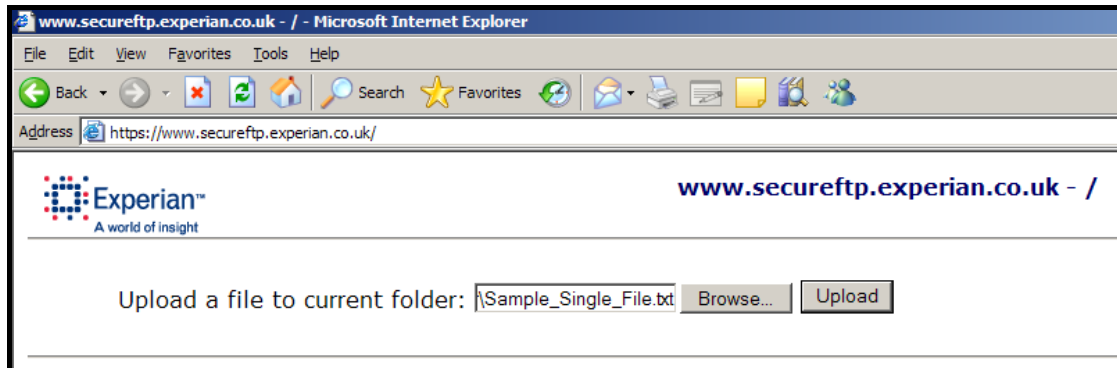 www.secureftp.experian.co.uk - / - Microsoft Internet Explorer
File Edit View Favorites Tools Help
Back Search Favorites
Address https://www.secureftp.experian.co.uk/
Experian™
A world of insight
www.secureftp.experian.co.uk - /
Upload a file to current folder: \Sample_Single_File.txt Browse... Upload